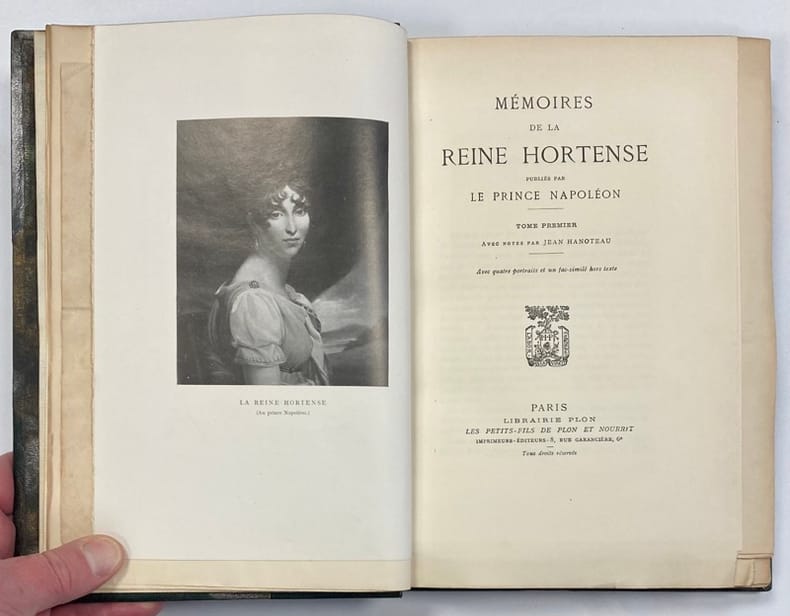 LA REINE HORTENSE
(Au prince Napoléon.)
MÉMOIRES
DE LA
REINE HORTENSE
PUBLIÉS PAR
LE PRINCE NAPOLÉON
TOME PREMIER
AVEC NOTES PAR JEAN HANOTEAU
Avec quatre portraits et un fac-similé hors texte
PARIS
LIBRAIRIE PLON
LES PETITS-FILS DE PLON ET NOURRIT
IMPRIMEURS-ÉDITEURS – 8, RUE GARANCIÈRE, 6e
Tous droits réservés